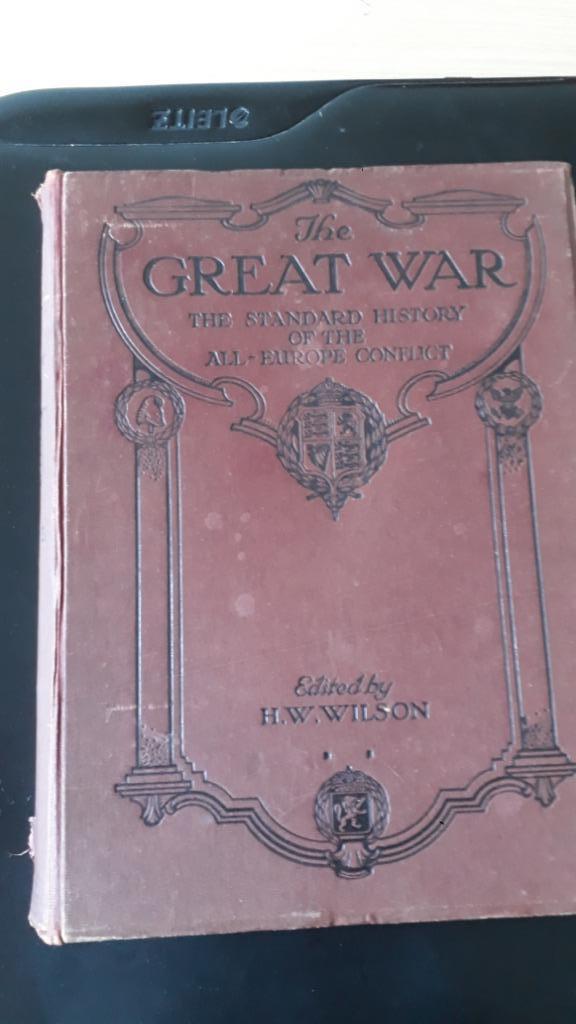 LEITZ
The
GREAT WAR
THE STANDARD HISTORY
OF THE
ALL-EUROPE CONFLICT
Edited by
H.W. WILSON